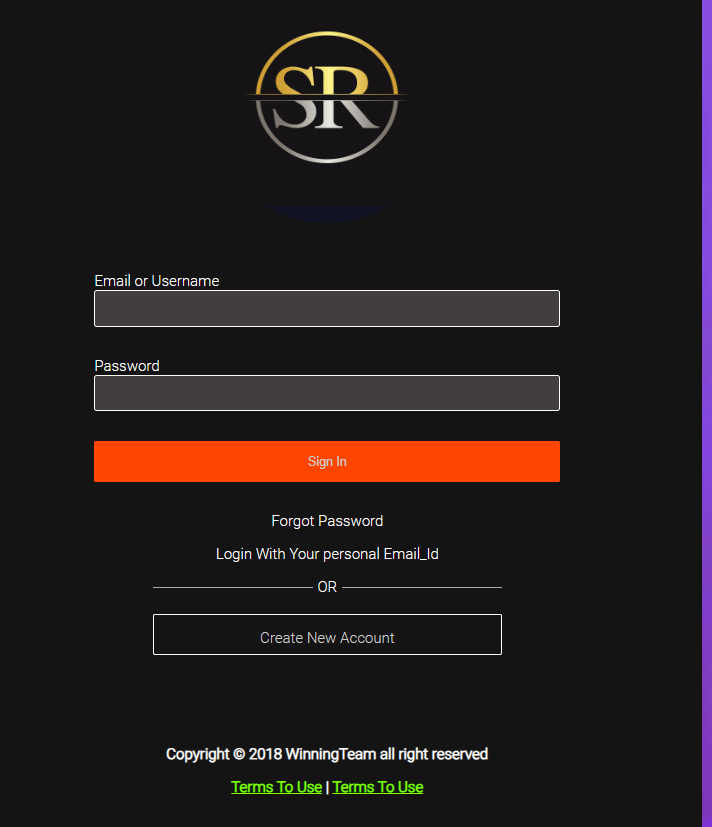 SR
Email or Username
Password
Sign In
Forgot Password
Login With Your personal Email_Id
OR
Create New Account
Copyright © 2018 WinningTeam all right reserved
Terms To Use | Terms To Use